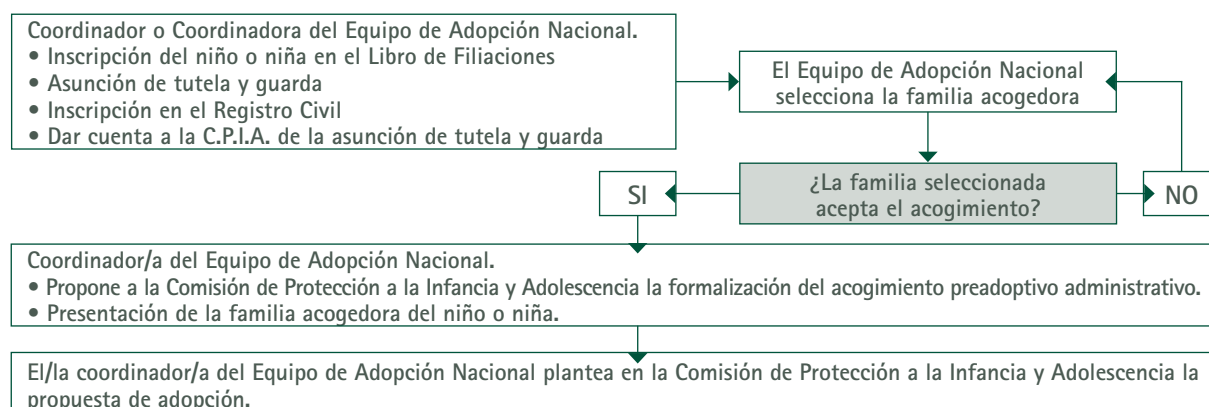 Coordinador o Coordinadora del Equipo de Adopción Nacional.
• Inscripción del niño o niña en el Libro de Filiaciones
• Asunción de tutela y guarda
• Inscripción en el Registro Civil
• Dar cuenta a la C.P.I.A. de la asunción de tutela y guarda
El Equipo de Adopción Nacional
selecciona la familia acogedora
¿La familia seleccionada
acepta el acogimiento?
SI
NO
Coordinador/a del Equipo de Adopción Nacional.
• Propone a la Comisión de Protección a la Infancia y Adolescencia la formalización del acogimiento preadoptivo administrativo.
• Presentación de la familia acogedora del niño o niña.
El/la coordinador/a del Equipo de Adopción Nacional plantea en la Comisión de Protección a la Infancia y Adolescencia la
propuesta de adopción.